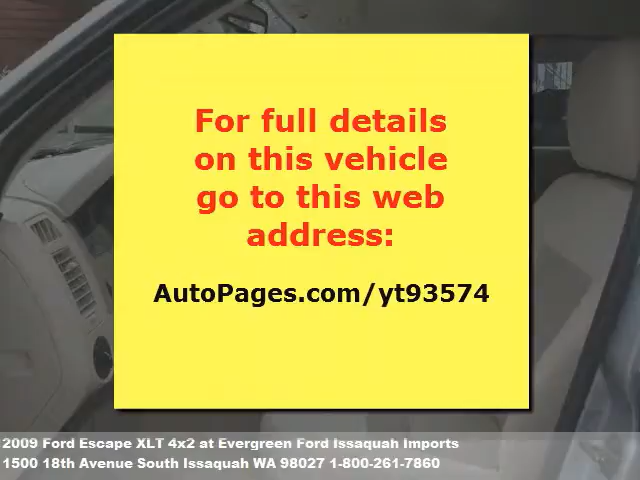 For full details
on this vehicle
go to this web
address:
AutoPages.com/yt93574
2009 Ford Escape XLT 4x2 at Evergreen Ford Issaquah Imports
1500 18th Avenue South Issaquah WA 98027 1-800-261-7860